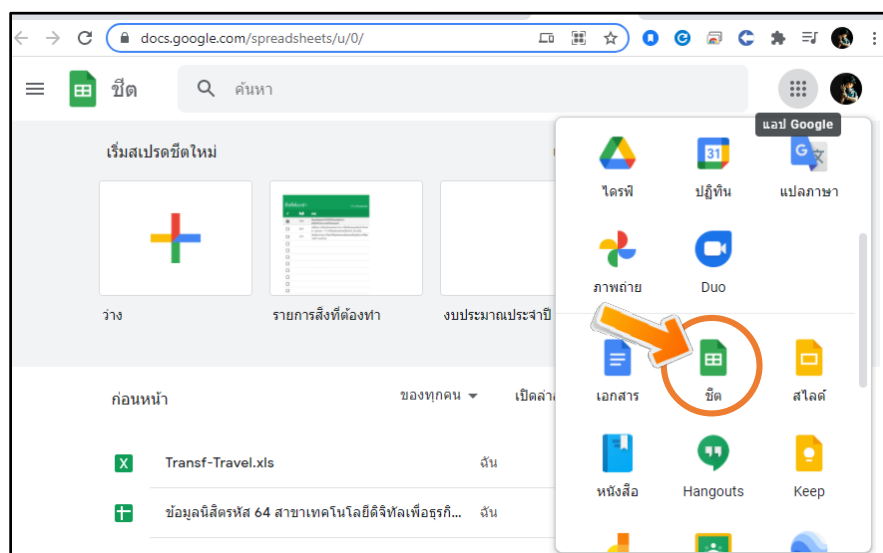 docs.google.com/spreadsheets/u/0/
ชีต
ค้นหา
แอป Google
เริ่มสเปรดชีตใหม่
ว่าง
รายการสิ่งที่ต้องทำ
งบประมาณประจำปี
ไดรฟ์
31
ปฏิทิน
G
แปลภาษา
ภาพถ่าย
Duo
เอกสาร
ชีต
สไลด์
หนังสือ
Hangouts
Keep
ก่อนหน้า
ของทุกคน
เปิดล่า
X
Transf-Travel.xls
ฉัน
ข้อมูลนิสิตรหัส 64 สาขาเทคโนโลยีดิจิทัลเพื่อธุรกิ...
ฉัน